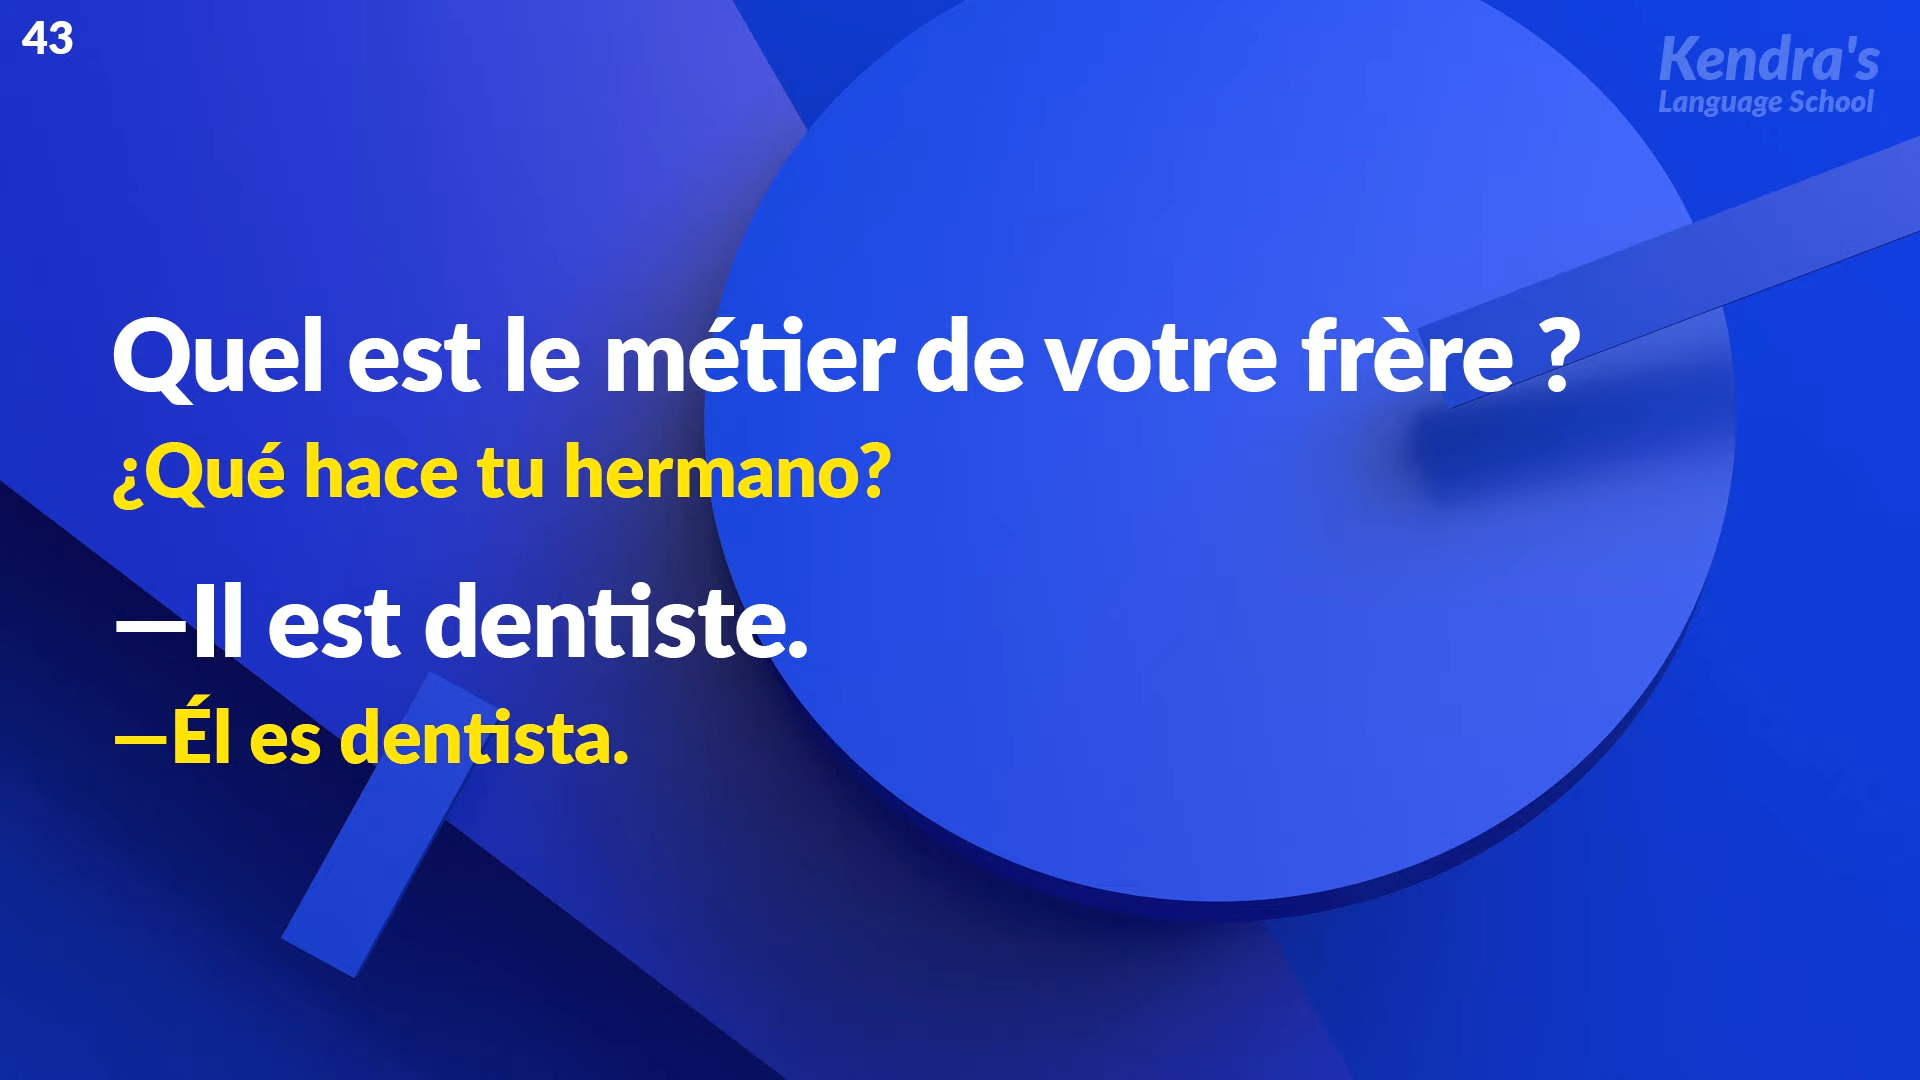 43
Kendra's
Language School
Quel est le métier de votre frère ?
¿Qué hace tu hermano?
—Il est dentiste.
—Él es dentista.